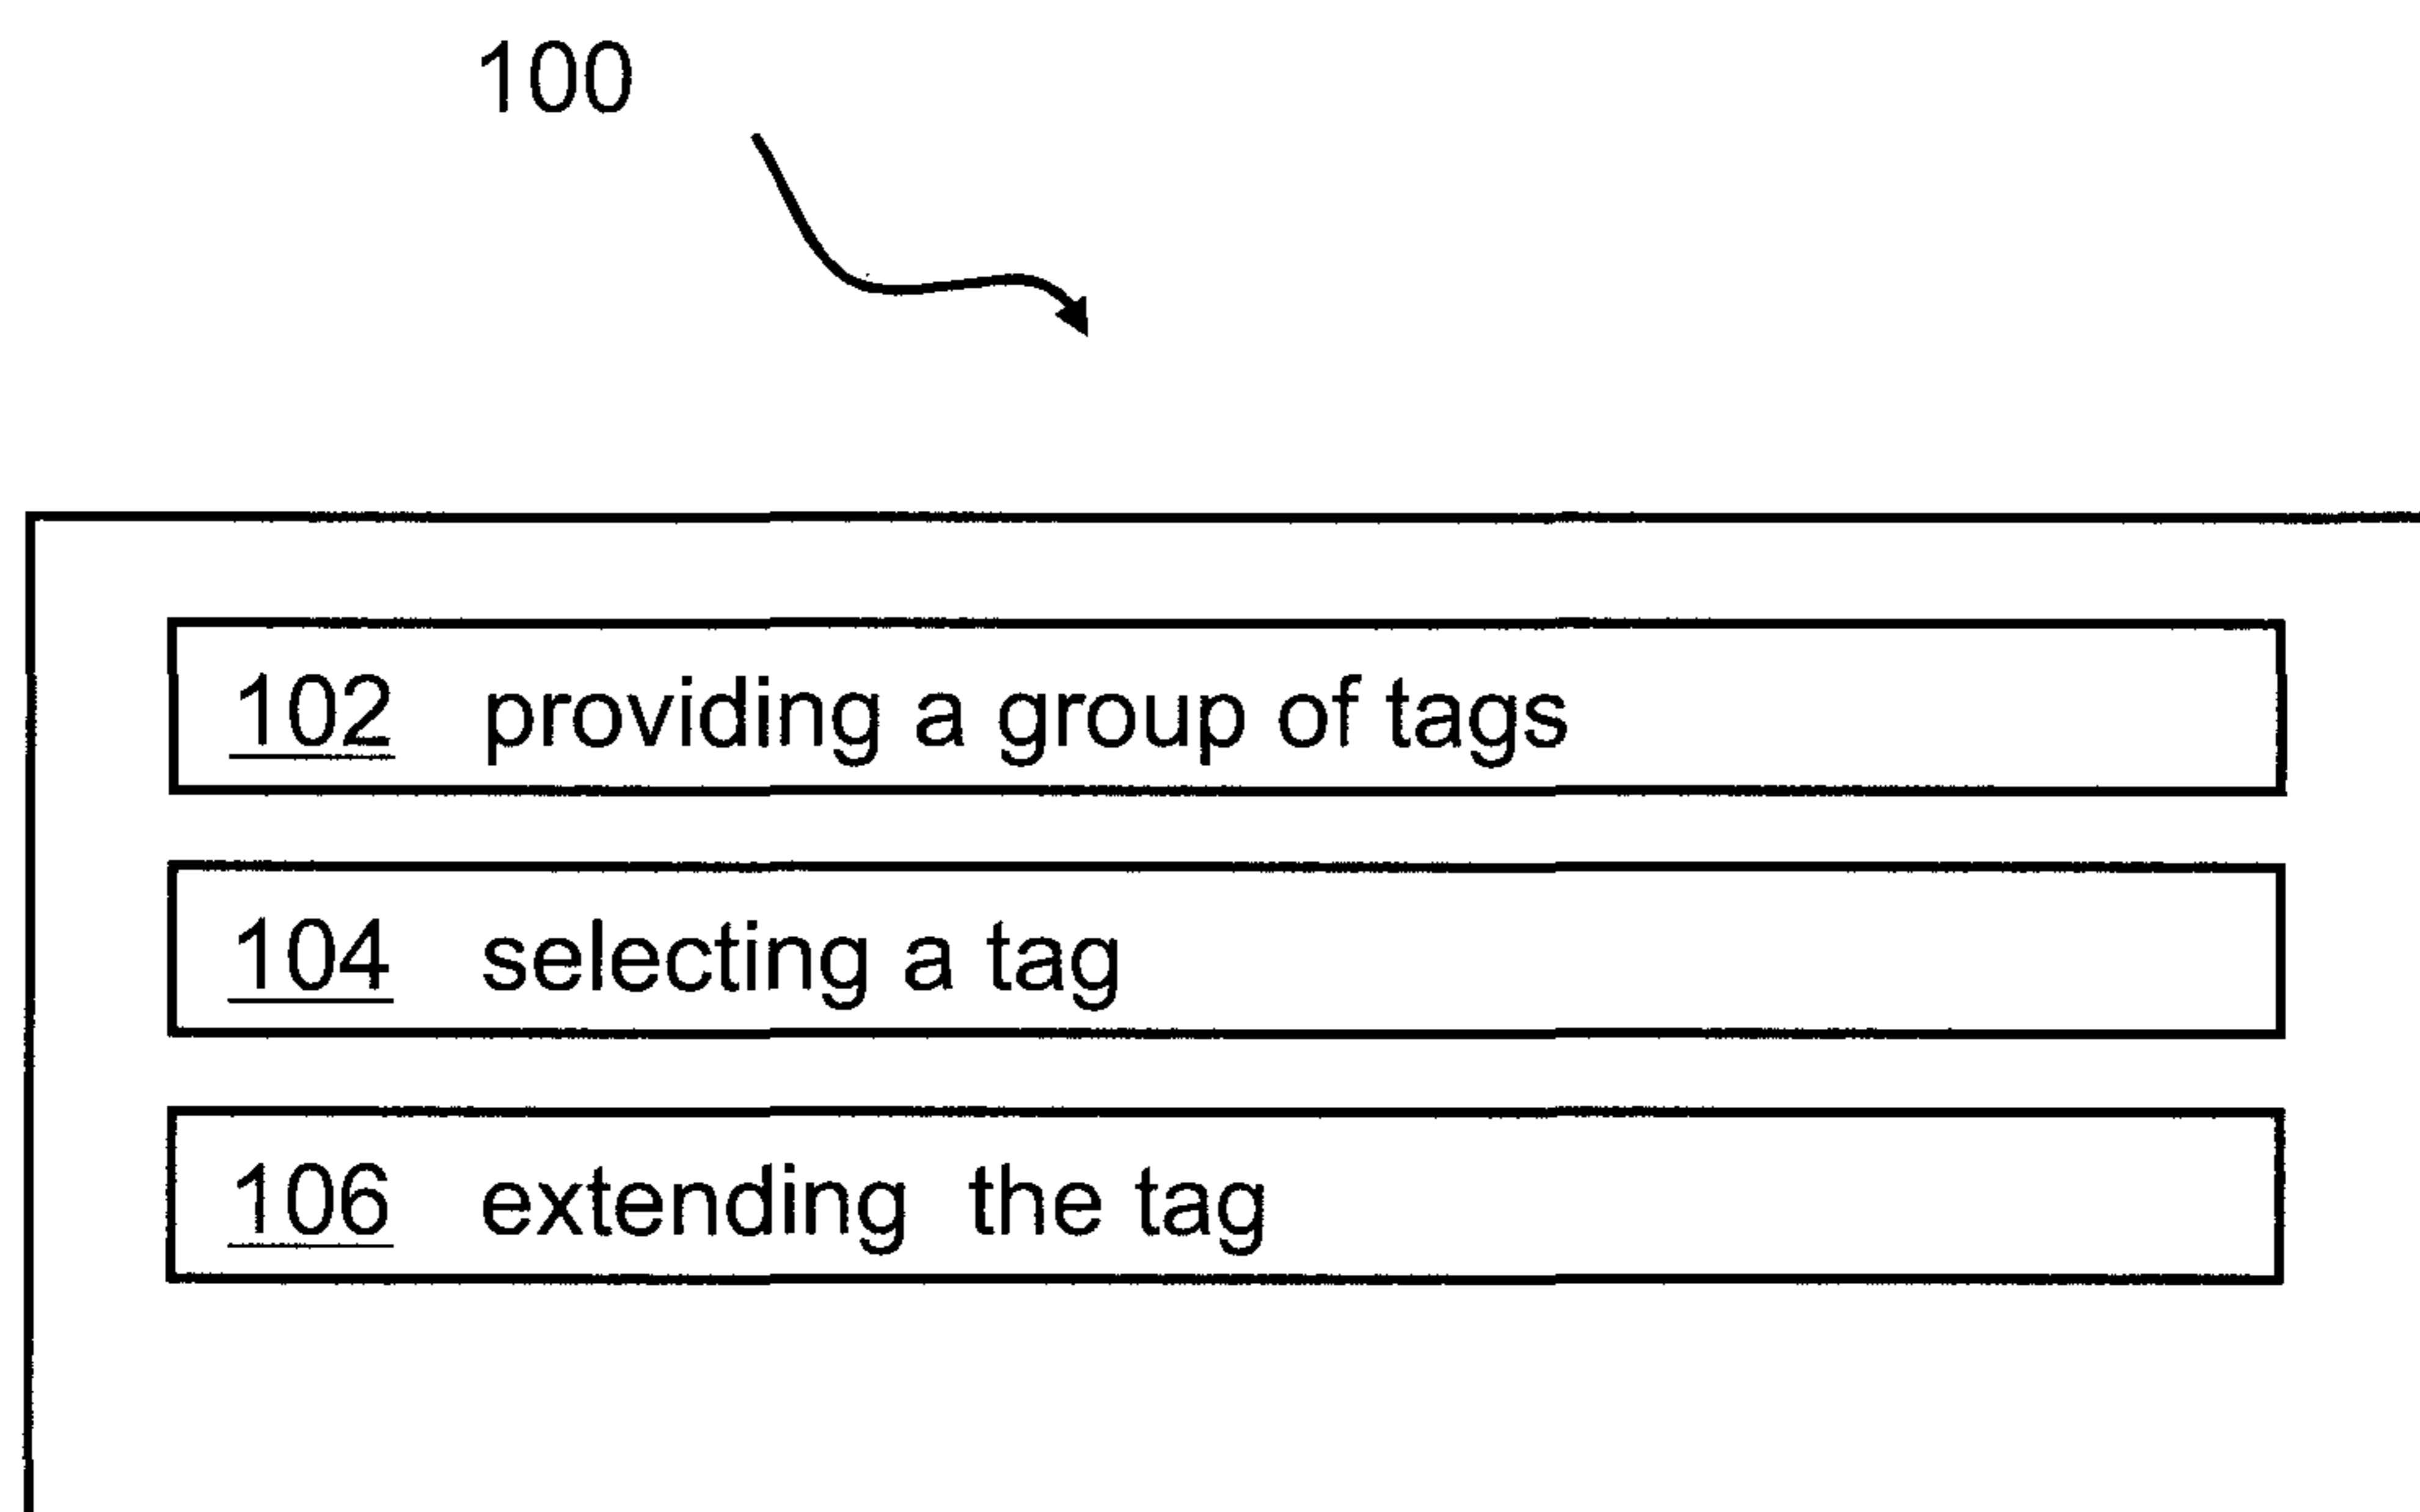 100
102 providing a group of tags
104 selecting a tag
106 extending the tag